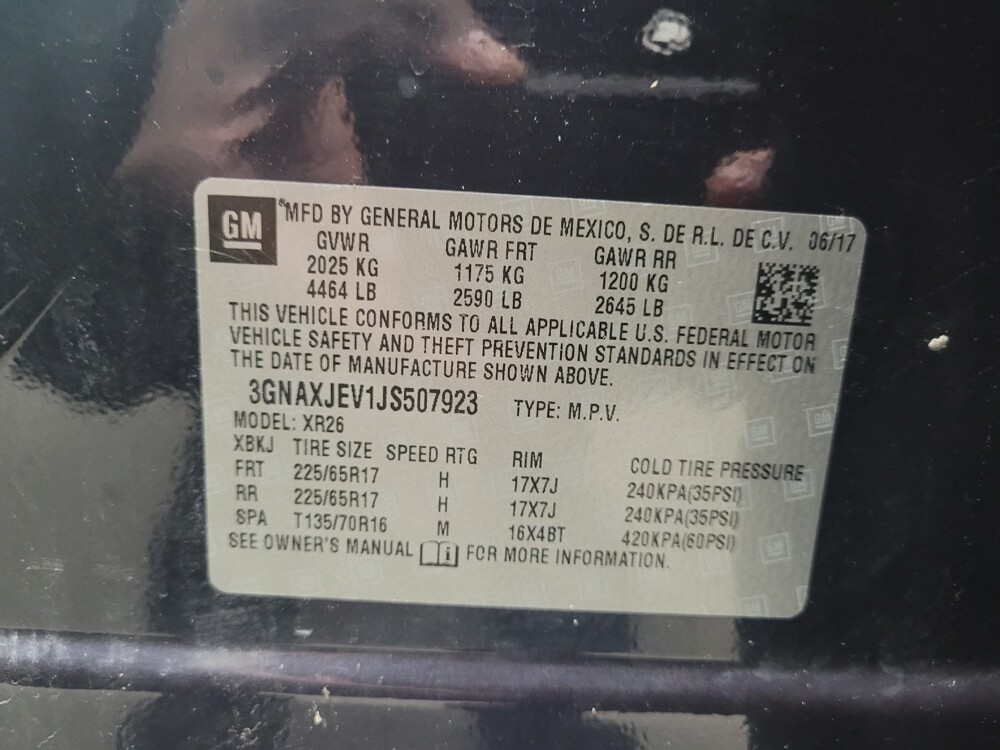 GM
MFD BY GENERAL MOTORS DE MEXICO, S. DE R.L. DE C.V. 06/17
GVWR GAWR FRT GAWR RR
2025 KG 1175 KG 1200 KG
4464 LB 2590 LB 2645 LB
THIS VEHICLE CONFORMS TO ALL APPLICABLE U.S. FEDERAL MOTOR
VEHICLE SAFETY AND THEFT PREVENTION STANDARDS IN EFFECT ON
THE DATE OF MANUFACTURE SHOWN ABOVE.
3GNAXJEV1JS507923 TYPE: M.P.V.
MODEL: XR26
XBKJ TIRE SIZE SPEED RTG RIM COLD TIRE PRESSURE
FRT 225/65R17 H 17X7J 240KPA(35PSI)
RR 225/65R17 H 17X7J 240KPA(35PSI)
SPA T135/70R16 M 16X4BT 420KPA(60PSI)
SEE OWNER'S MANUAL i FOR MORE INFORMATION.